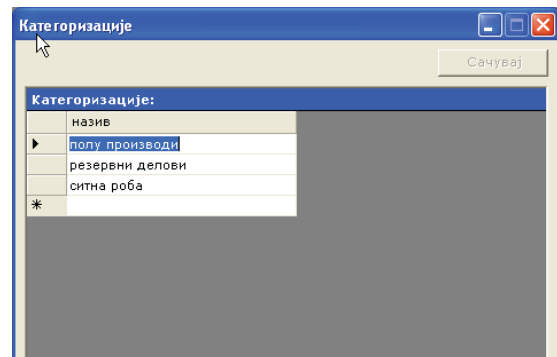 Категоризације
Сачувај
Категоризације:
назив
полу производи
резервни делови
ситна роба